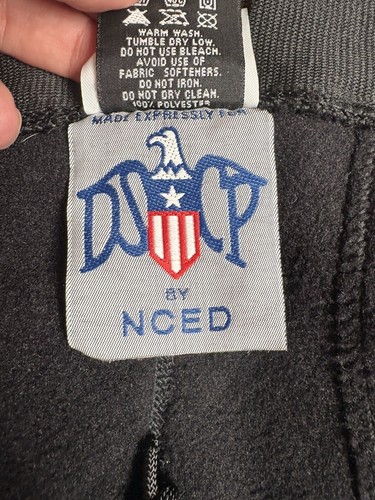 WARM WASH.
TUMBLE DRY LOW.
DO NOT USE BLEACH.
AVOID USE OF
FABRIC SOFTENERS.
DO NOT IRON.
DO NOT DRY CLEAN.
100% POLYESTER
MADE EXPRESSLY FOR
DSCP
BY
NCED